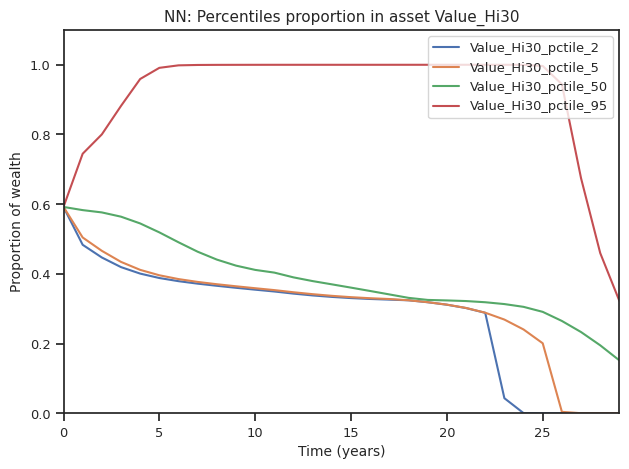 NN: Percentiles proportion in asset Value_Hi30
Value_Hi30_pctile_2
Value_Hi30_pctile_5
Value_Hi30_pctile_50
Value_Hi30_pctile_95
Proportion of wealth
1.0
0.8
0.6
0.4
0.2
0.0
0 5 10 15 20 25
Time (years)